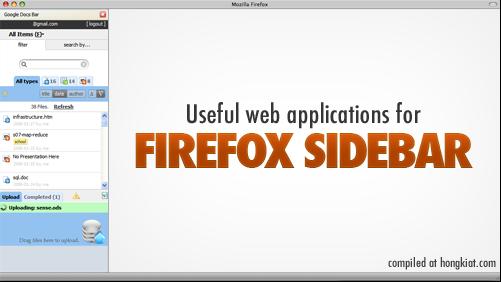 Mozilla Firefox
Google Docs Bar
@gmail.com [ logout ]
All Items
filter search by...
All types 16 14 8
title date author
38 Files. Refresh
infrastructure.htm
s07-map-reduce
school
No Presentation Here
sql.doc
Upload Completed (1)
Uploading: sense.ads
Drag files here to upload.
Useful web applications for
FIREFOX SIDEBAR
compiled at hongkiat.com